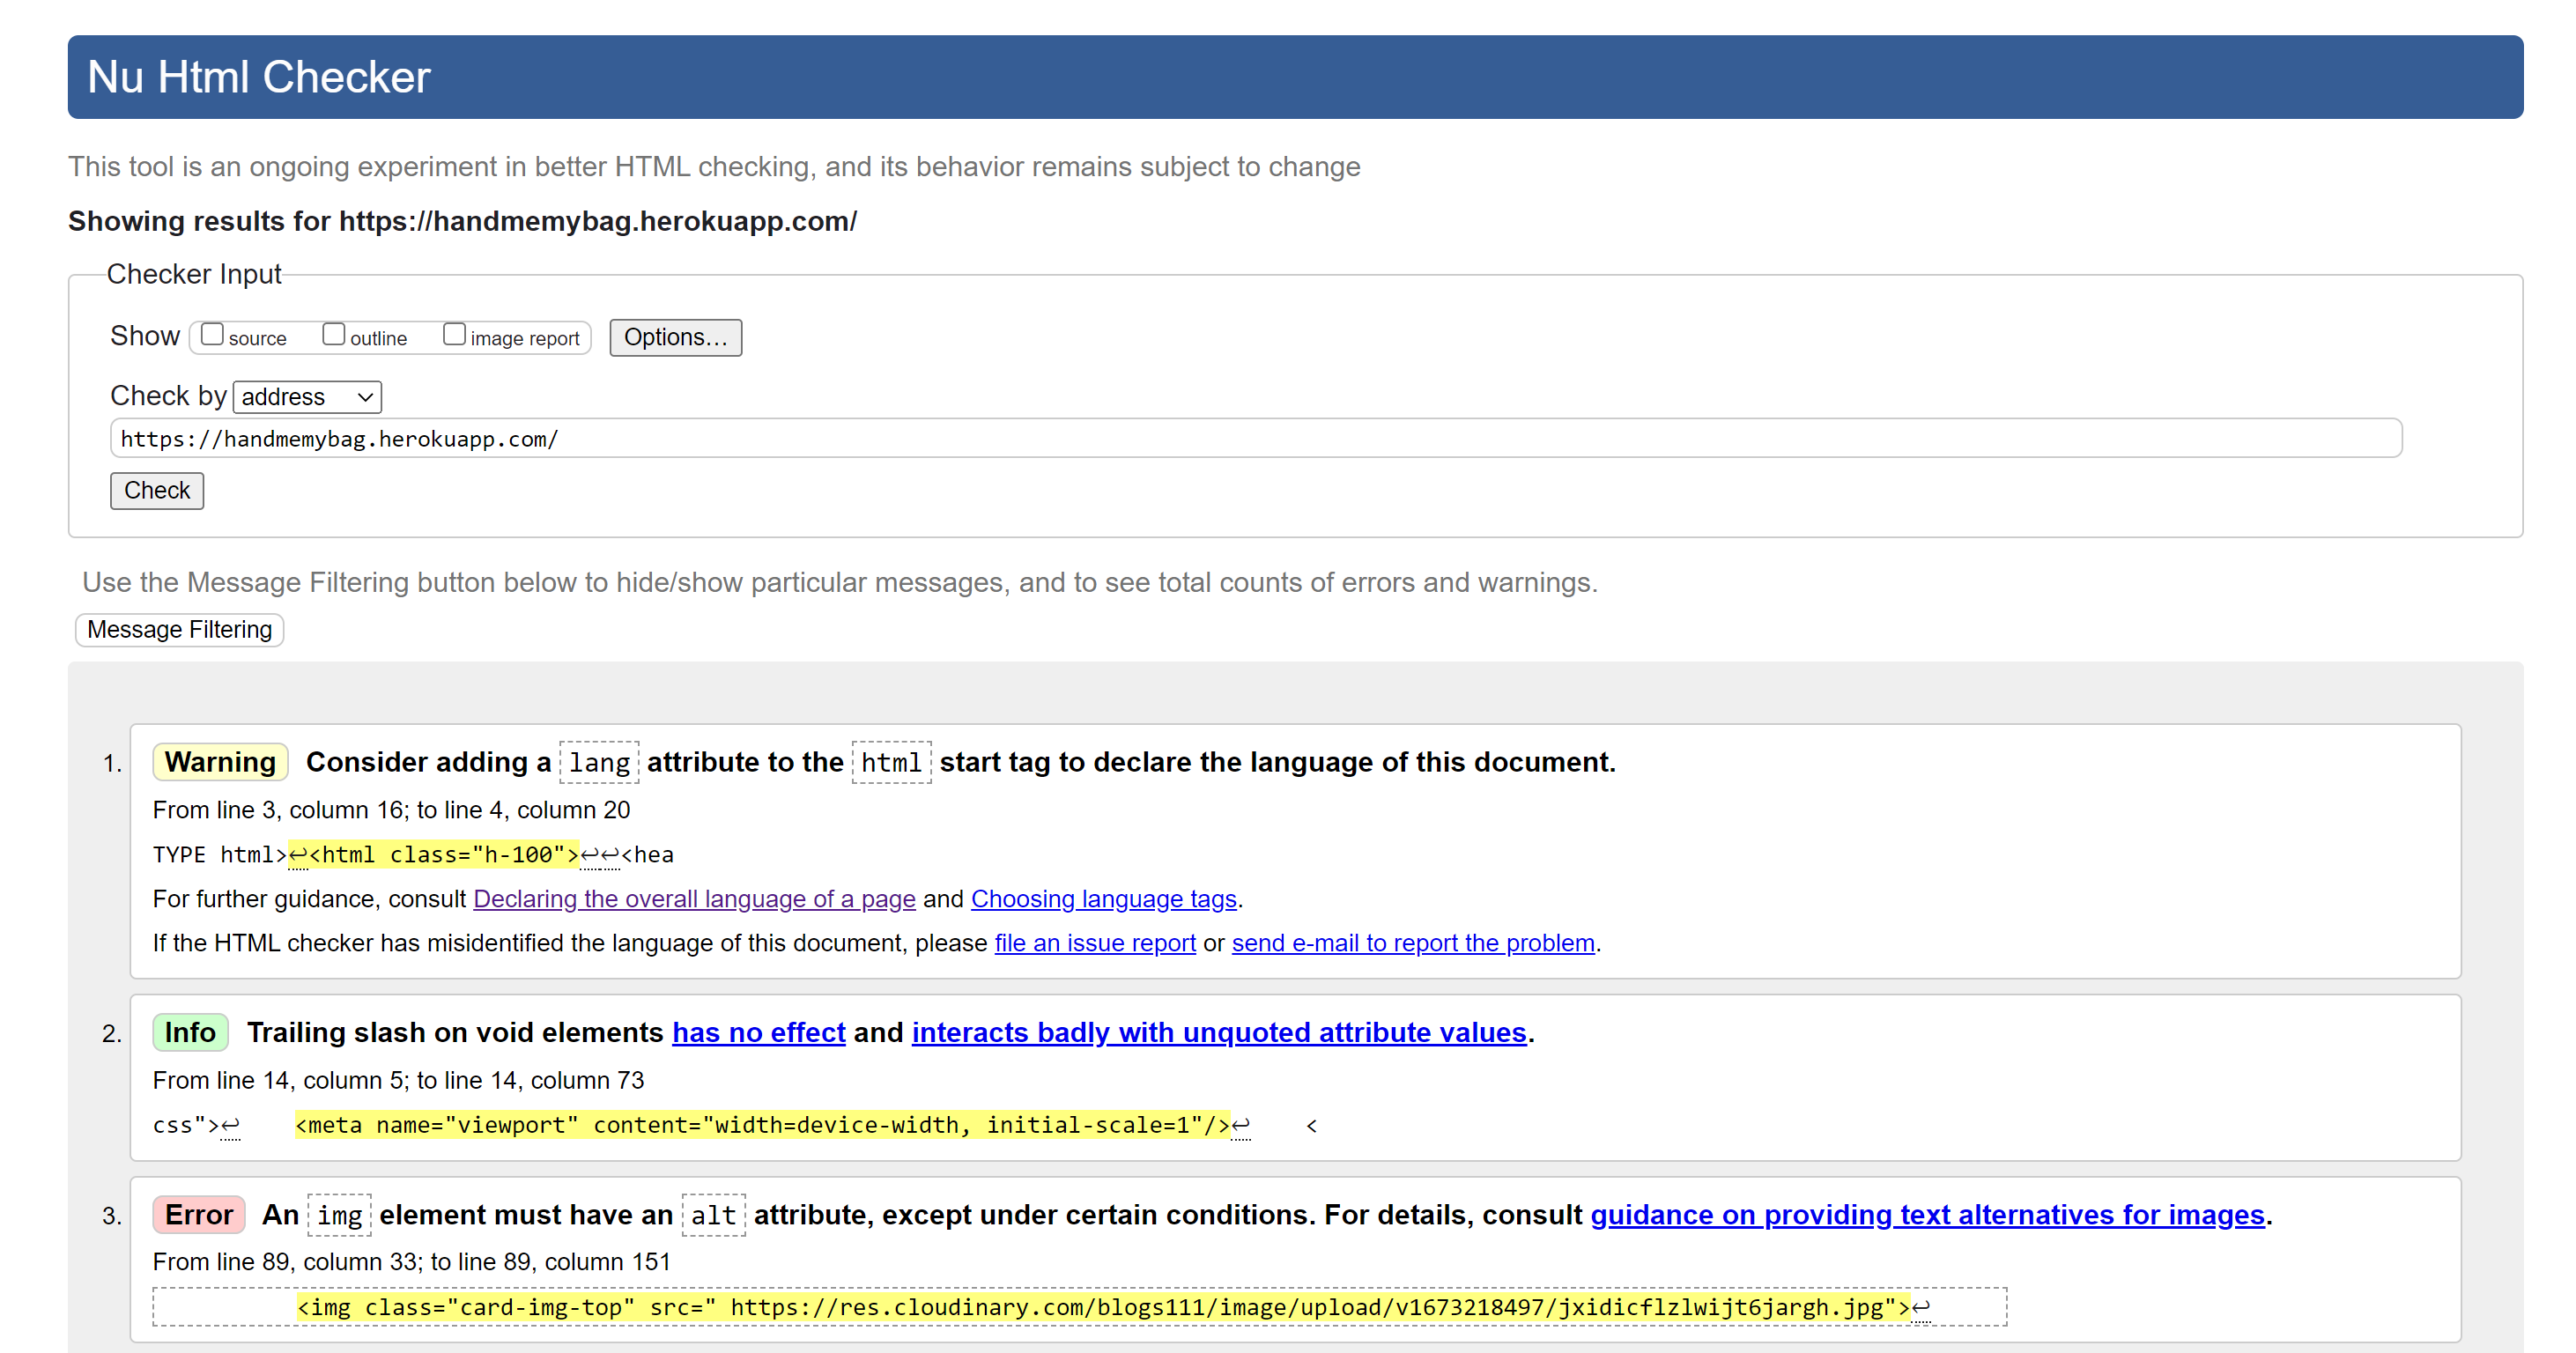 Nu Html Checker
This tool is an ongoing experiment in better HTML checking, and its behavior remains subject to change
Showing results for https://handmemybag.herokuapp.com/
Checker Input
Show source outline image report Options…
Check by address
https://handmemybag.herokuapp.com/
Check
Use the Message Filtering button below to hide/show particular messages, and to see total counts of errors and warnings.
Message Filtering
1. Warning Consider adding a lang attribute to the html start tag to declare the language of this document.
From line 3, column 16; to line 4, column 20
TYPE html>↩<html class="h-100">↩↩<hea
For further guidance, consult Declaring the overall language of a page and Choosing language tags.
If the HTML checker has misidentified the language of this document, please file an issue report or send e-mail to report the problem.
2. Info Trailing slash on void elements has no effect and interacts badly with unquoted attribute values.
From line 14, column 5; to line 14, column 73
css">↩ <meta name="viewport" content="width=device-width, initial-scale=1"/>↩ <
3. Error An img element must have an alt attribute, except under certain conditions. For details, consult guidance on providing text alternatives for images.
From line 89, column 33; to line 89, column 151
<img class="card-img-top" src=" https://res.cloudinary.com/blogs111/image/upload/v1673218497/jxidicflzlwijt6jargh.jpg">↩